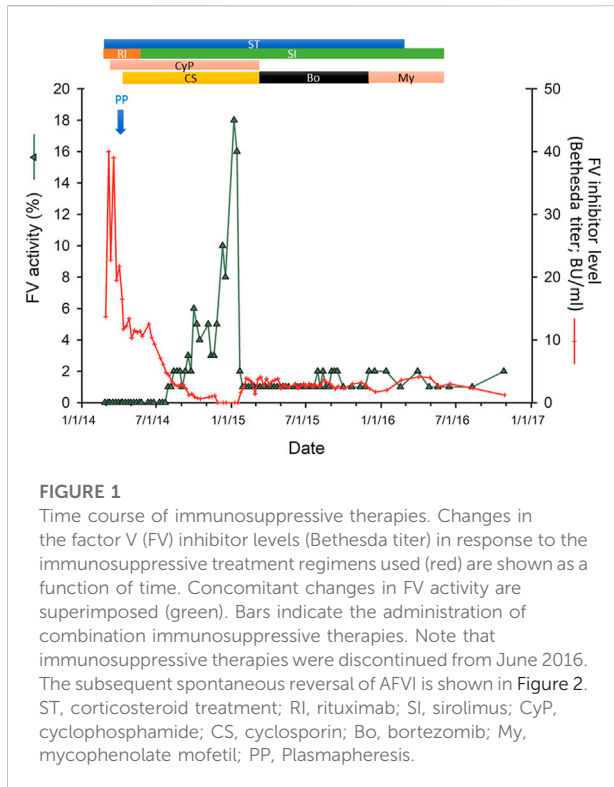 ST
RI SI
CyP
CS Bo My
PP
20 50
18
16 40
14
12 30
10
8 20
6
4 10
2
0 0
FV activity (%)
FV inhibitor level
(Bethesda titer; BU/ml)
1/1/14 7/1/14 1/1/15 7/1/15 1/1/16 7/1/16 1/1/17
Date
FIGURE 1
Time course of immunosuppressive therapies. Changes in
the factor V (FV) inhibitor levels (Bethesda titer) in response to the
immunosuppressive treatment regimens used (red) are shown as a
function of time. Concomitant changes in FV activity are
superimposed (green). Bars indicate the administration of
combination immunosuppressive therapies. Note that
immunosuppressive therapies were discontinued from June 2016.
The subsequent spontaneous reversal of AFVI is shown in Figure 2.
ST, corticosteroid treatment; RI, rituximab; SI, sirolimus; CyP,
cyclophosphamide; CS, cyclosporin; Bo, bortezomib; My,
mycophenolate mofetil; PP, Plasmapheresis.